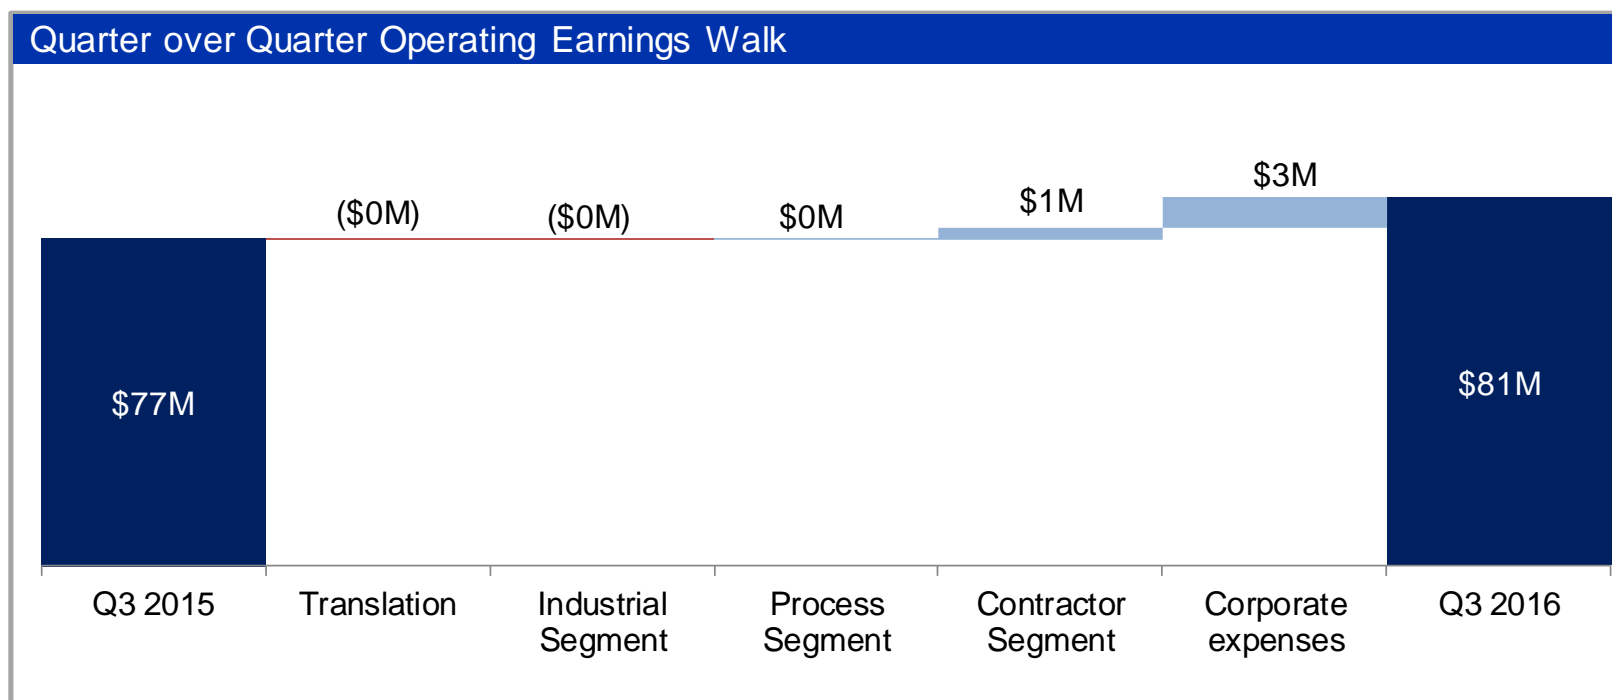 Quarter over Quarter Operating Earnings Walk
$3M
$1M
($0M)
($0M)
$0M
$77M
$81M
Q3 2015
Translation
Industrial
Segment
Process
Segment
Contractor
Segment
Corporate
expenses
Q3 2016